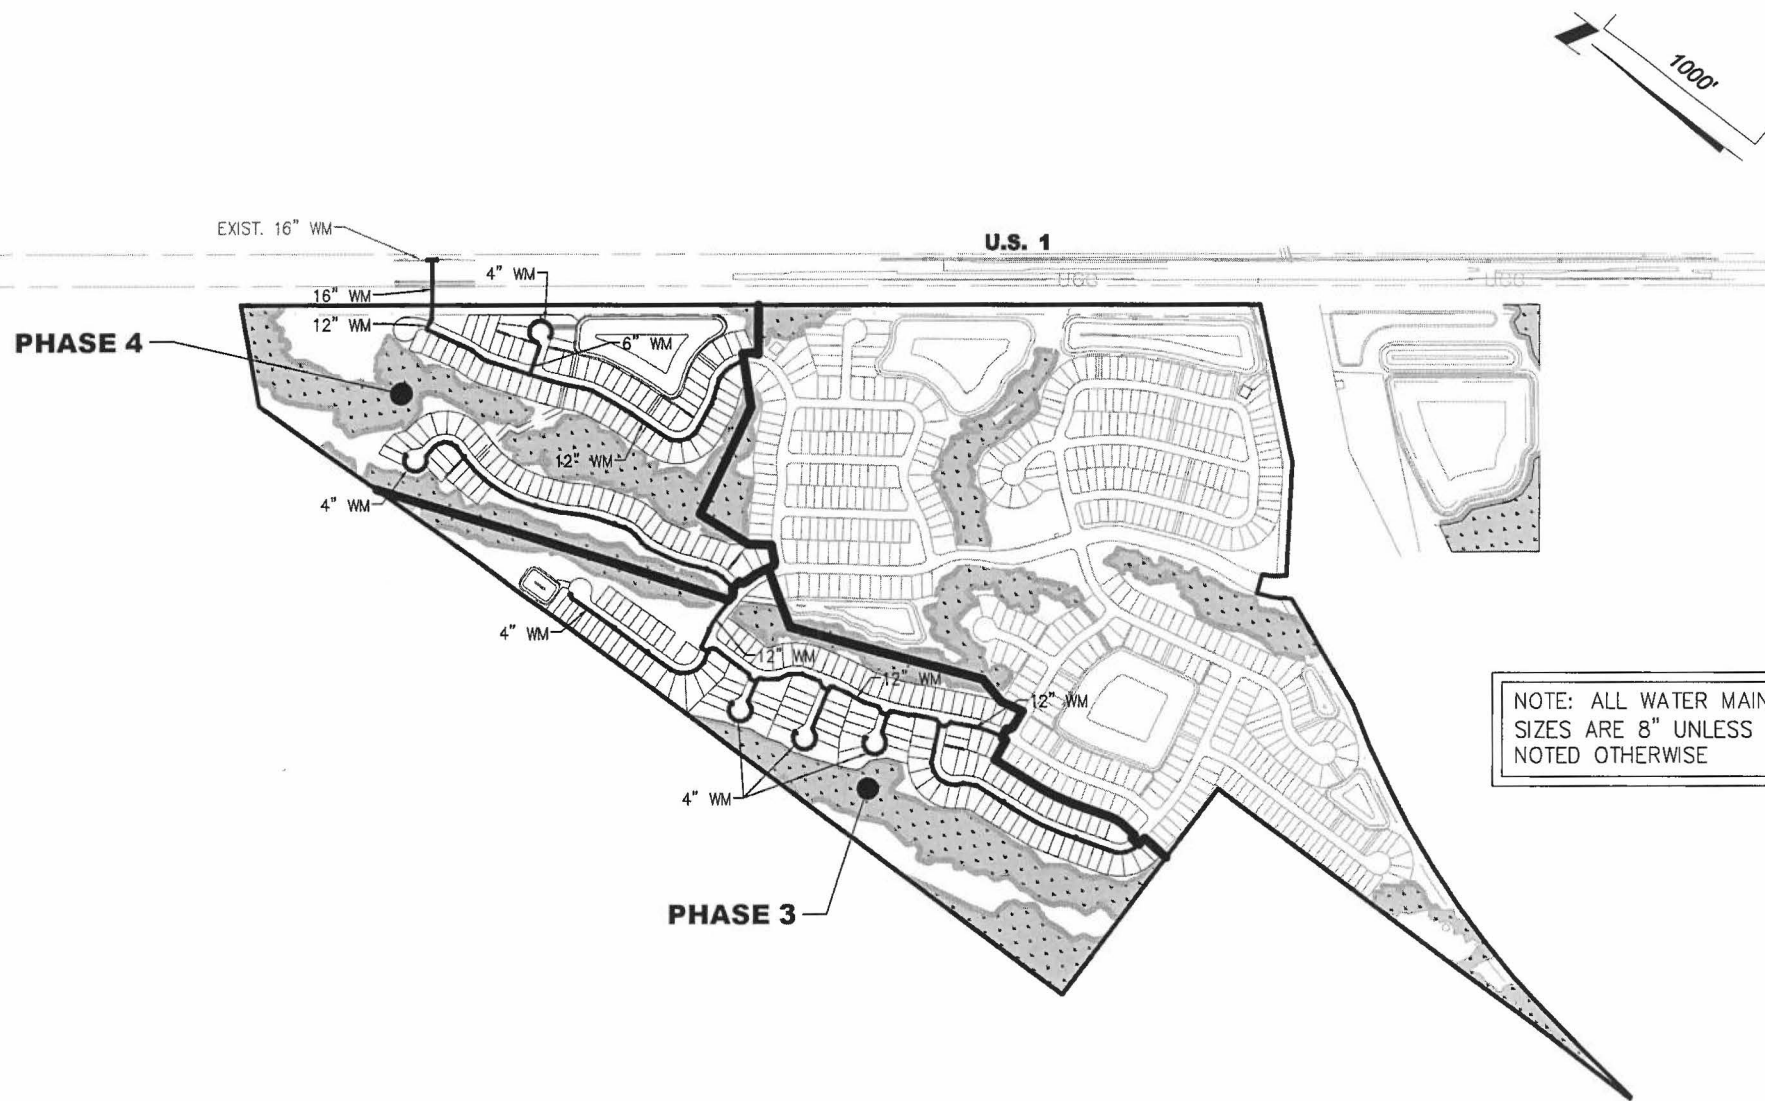 1000'
EXIST. 16" WM
U.S. 1
4" WM
16" WM
12" WM
6" WM
PHASE 4
12" WM
4" WM
4" WM
12" WM
12" WM
12" WM
4" WM
PHASE 3
NOTE: ALL WATER MAIN
SIZES ARE 8" UNLESS
NOTED OTHERWISE